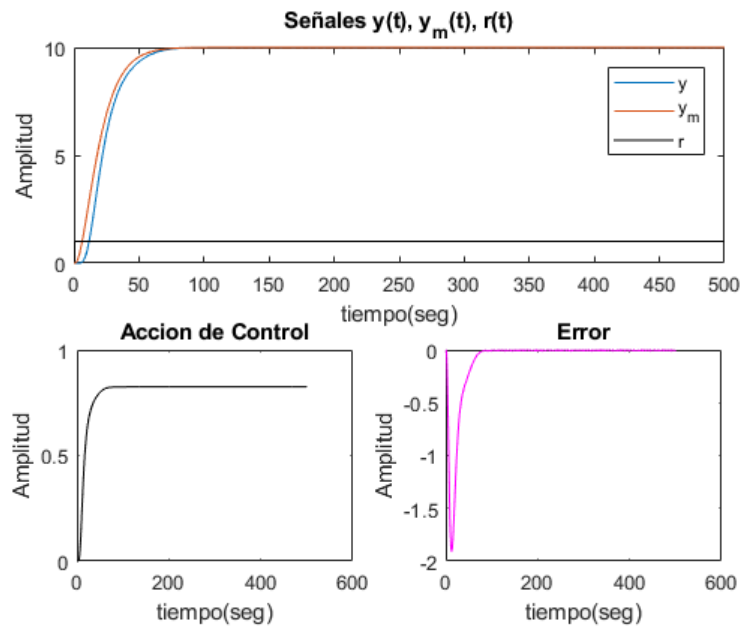 Señales y(t), y_m(t), r(t)
Amplitud
10
5
0
y
y_m
r
0 50 100 150 200 250 300 350 400 450 500
tiempo(seg)
Accion de Control
Amplitud
1
0.5
0
0 200 400 600
tiempo(seg)
Error
Amplitud
0
-0.5
-1
-1.5
-2
0 200 400 600
tiempo(seg)